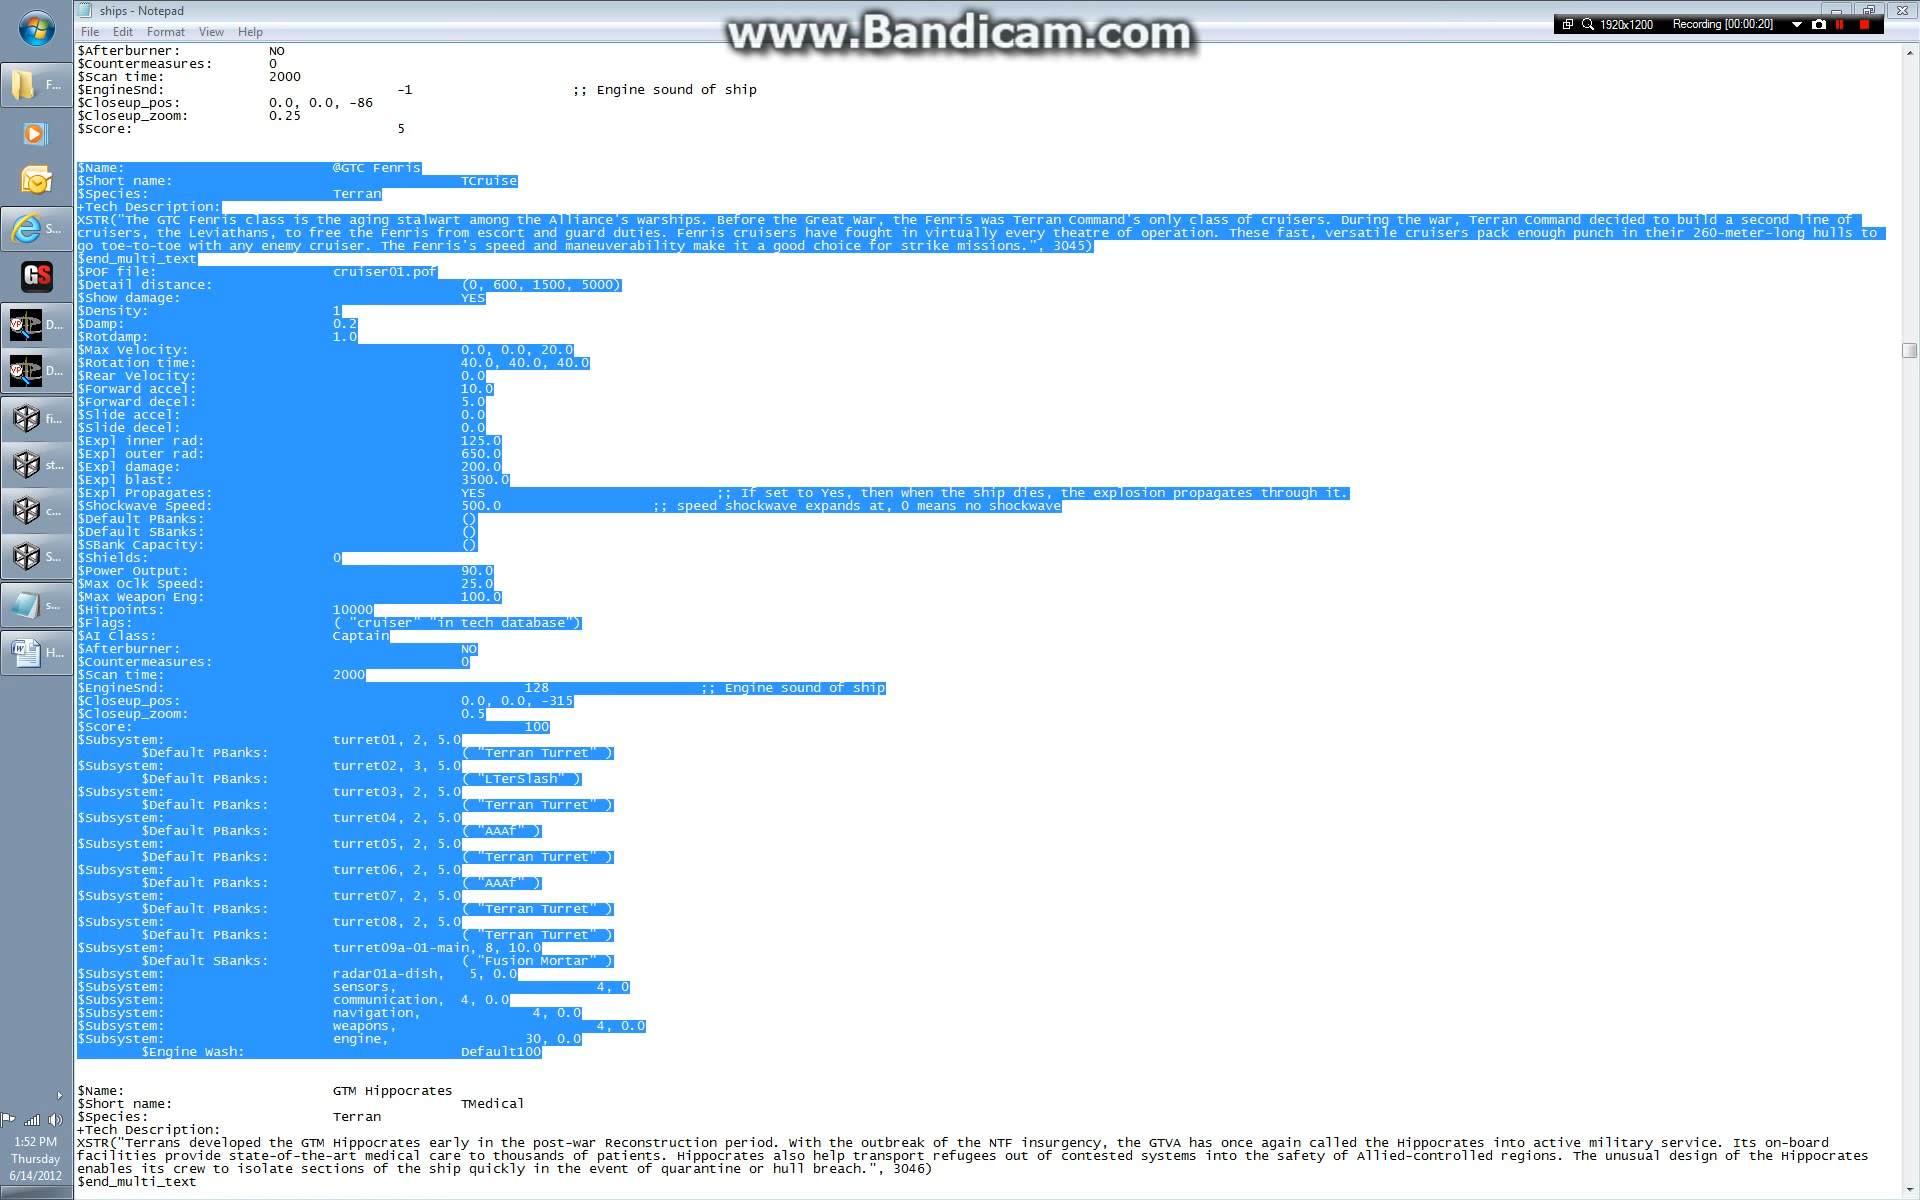 ships - Notepad
www.Bandicam.com
1920x1200 Recording [00:00:20]
File Edit Format View Help
$Afterburner: NO
$Countermeasures: 0
$Scan time: 2000
$EngineSnd: -1 ;; Engine sound of ship
$Closeup_pos: 0.0, 0.0, -86
$Closeup_zoom: 0.25
$Score: 5
$Name: @GTC Fenris
$Short name: TCruise
$Species: Terran
+Tech Description:
XSTR("The GTC Fenris class is the aging stalwart among the Alliance's warships. Before the Great War, the Fenris was Terran Command's only class of cruisers. During the war, Terran Command decided to build a second line of
cruisers, the Leviathans, to free the Fenris from escort and guard duties. Fenris cruisers have fought in virtually every theatre of operation. These fast, versatile cruisers pack enough punch in their 260-meter-long hulls to
go toe-to-toe with any enemy cruiser. The Fenris's speed and maneuverability make it a good choice for strike missions.", 3045)
$end_multi_text
$POF file: cruiser01.pof
$Detail distance: (0, 600, 1500, 5000)
$Show damage: YES
$Density: 1
$Damp: 0.2
$Rotdamp: 1.0
$Max Velocity: 0.0, 0.0, 20.0
$Rotation time: 40.0, 40.0, 40.0
$Rear Velocity: 0.0
$Forward accel: 10.0
$Forward decel: 5.0
$Slide accel: 0.0
$Slide decel: 0.0
$Expl inner rad: 125.0
$Expl outer rad: 650.0
$Expl damage: 200.0
$Expl blast: 3500.0
$Expl Propagates: YES ;; If set to Yes, then when the ship dies, the explosion propagates through it.
$Shockwave Speed: 500.0 ;; speed shockwave expands at, 0 means no shockwave
$Default PBanks: ()
$Default SBanks: ()
$SBank Capacity: ()
$Shields: 0
$Power Output: 90.0
$Max Oclk Speed: 25.0
$Max Weapon Eng: 100.0
$Hitpoints: 10000
$Flags: ( "cruiser" "in tech database")
$AI Class: Captain
$Afterburner: NO
$Countermeasures: 0
$Scan time: 2000
$EngineSnd: 128 ;; Engine sound of ship
$Closeup_pos: 0.0, 0.0, -315
$Closeup_zoom: 0.5
$Score: 100
$Subsystem: turret01, 2, 5.0
$Default PBanks: ( "Terran Turret" )
$Subsystem: turret02, 3, 5.0
$Default PBanks: ( "LTerSlash" )
$Subsystem: turret03, 2, 5.0
$Default PBanks: ( "Terran Turret" )
$Subsystem: turret04, 2, 5.0
$Default PBanks: ( "AAAf" )
$Subsystem: turret05, 2, 5.0
$Default PBanks: ( "Terran Turret" )
$Subsystem: turret06, 2, 5.0
$Default PBanks: ( "AAAf" )
$Subsystem: turret07, 2, 5.0
$Default PBanks: ( "Terran Turret" )
$Subsystem: turret08, 2, 5.0
$Default PBanks: ( "Terran Turret" )
$Subsystem: turret09a-01-main, 8, 10.0
$Default SBanks: ( "Fusion Mortar" )
$Subsystem: radar01a-dish, 5, 0.0
$Subsystem: sensors, 4, 0
$Subsystem: communication, 4, 0.0
$Subsystem: navigation, 4, 0.0
$Subsystem: weapons, 4, 0.0
$Subsystem: engine, 30, 0.0
$Engine Wash: Default100
$Name: GTM Hippocrates
$Short name: TMedical
$Species: Terran
+Tech Description:
XSTR("Terrans developed the GTM Hippocrates early in the post-war Reconstruction period. With the outbreak of the NTF insurgency, the GTVA has once again called the Hippocrates into active military service. Its on-board
facilities provide state-of-the-art medical care to thousands of patients. Hippocrates also help transport refugees out of contested systems into the safety of Allied-controlled regions. The unusual design of the Hippocrates
enables its crew to isolate sections of the ship quickly in the event of quarantine or hull breach.", 3046)
$end_multi_text
F...
S...
GS
D...
D...
fi...
st...
c...
S...
s...
H...
1:52 PM
Thursday
6/14/2012